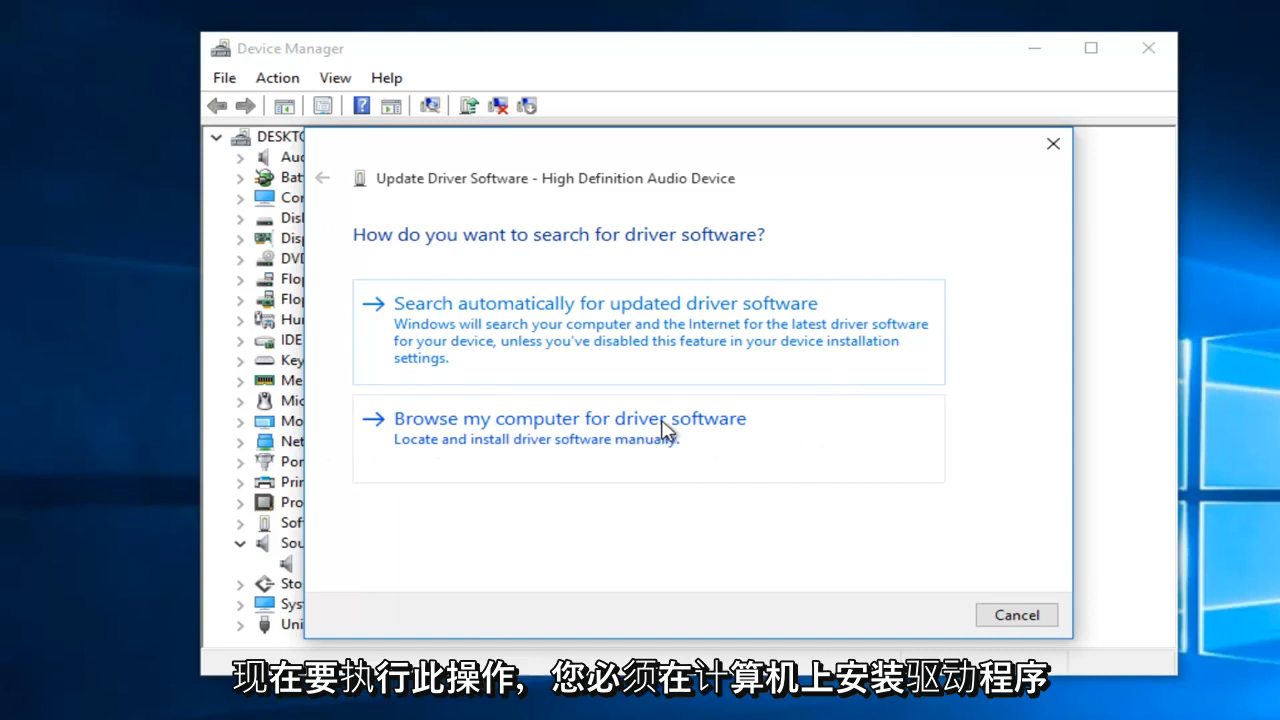 Device Manager
File Action View Help
DESKTO
Aud
Bat
Cor
Disl
Disp
DVD
Flop
Flop
Hur
IDE
Key
Me
Mic
Mo
Net
Por
Prin
Pro
Sof
Sou
Sto
Sys
Uni
Update Driver Software - High Definition Audio Device
How do you want to search for driver software?
Search automatically for updated driver software
Windows will search your computer and the Internet for the latest driver software
for your device, unless you've disabled this feature in your device installation
settings.
Browse my computer for driver software
Locate and install driver software manually.
Cancel
现在要执行此操作，您必须在计算机上安装驱动程序